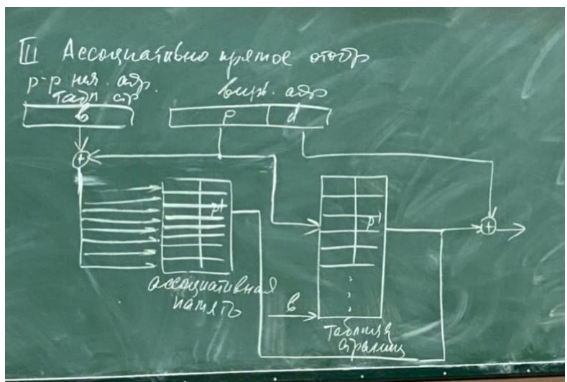 III Ассоциативно прямое отобр
р-р нач. адр.
табл стр
вирт. адр
b
p
d
+
p'
p'
+
ассоциативная
память
b
таблица
страниц